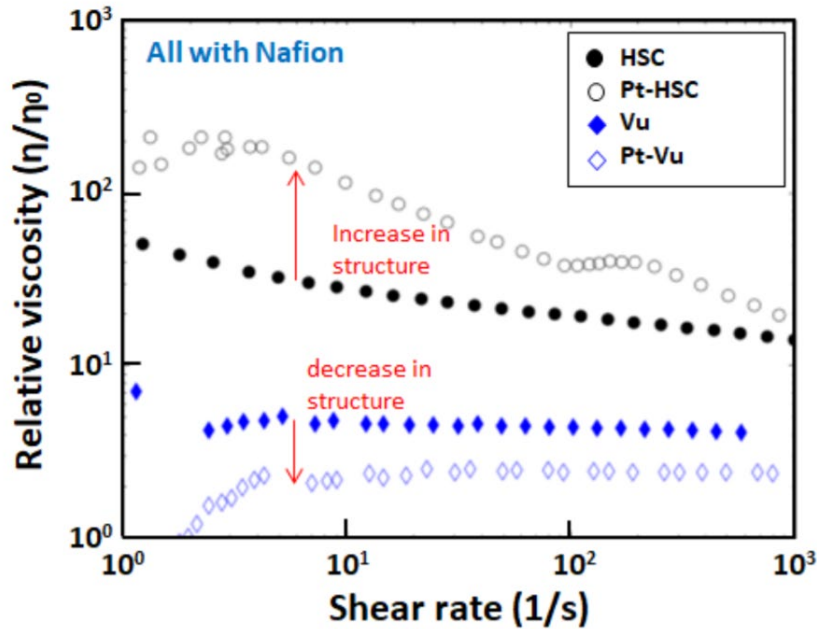 All with Nafion
HSC
Pt-HSC
Vu
Pt-Vu
Relative viscosity (η/η₀)
10³
10²
10¹
10⁰
Increase in
structure
decrease in
structure
10⁰
10¹
10²
10³
Shear rate (1/s)